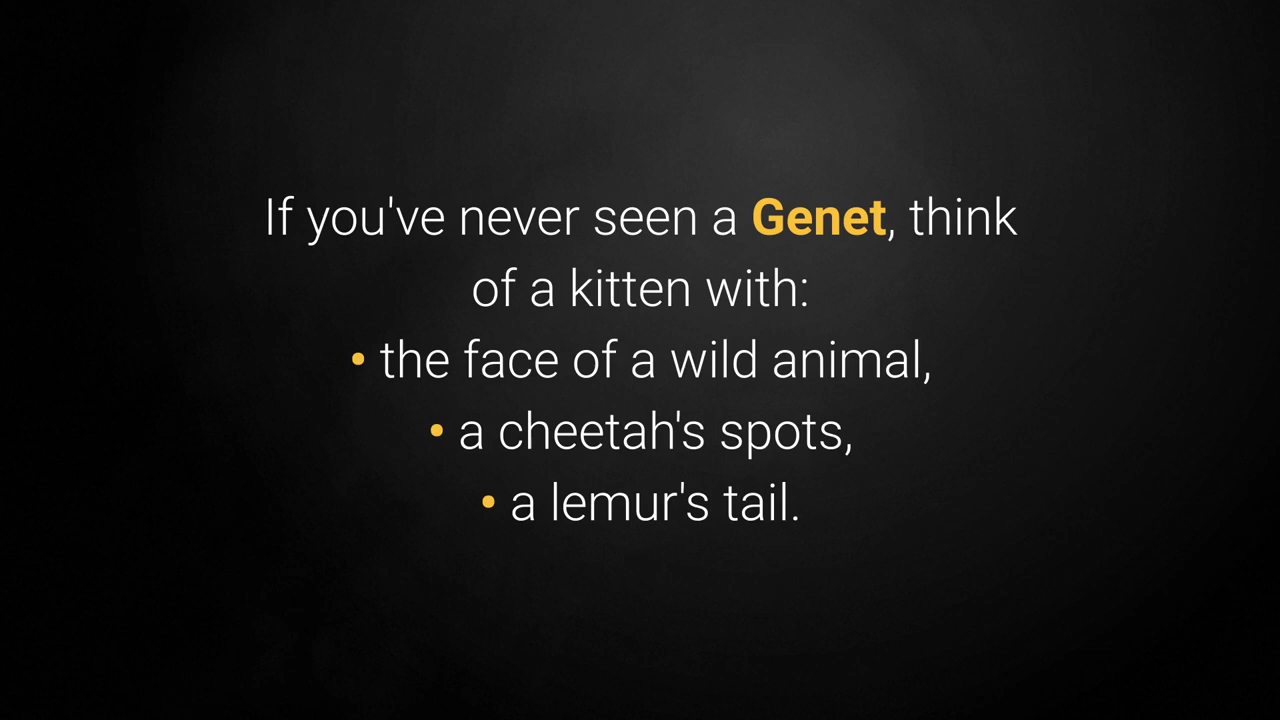 If you've never seen a Genet, think
of a kitten with:
• the face of a wild animal,
• a cheetah's spots,
• a lemur's tail.